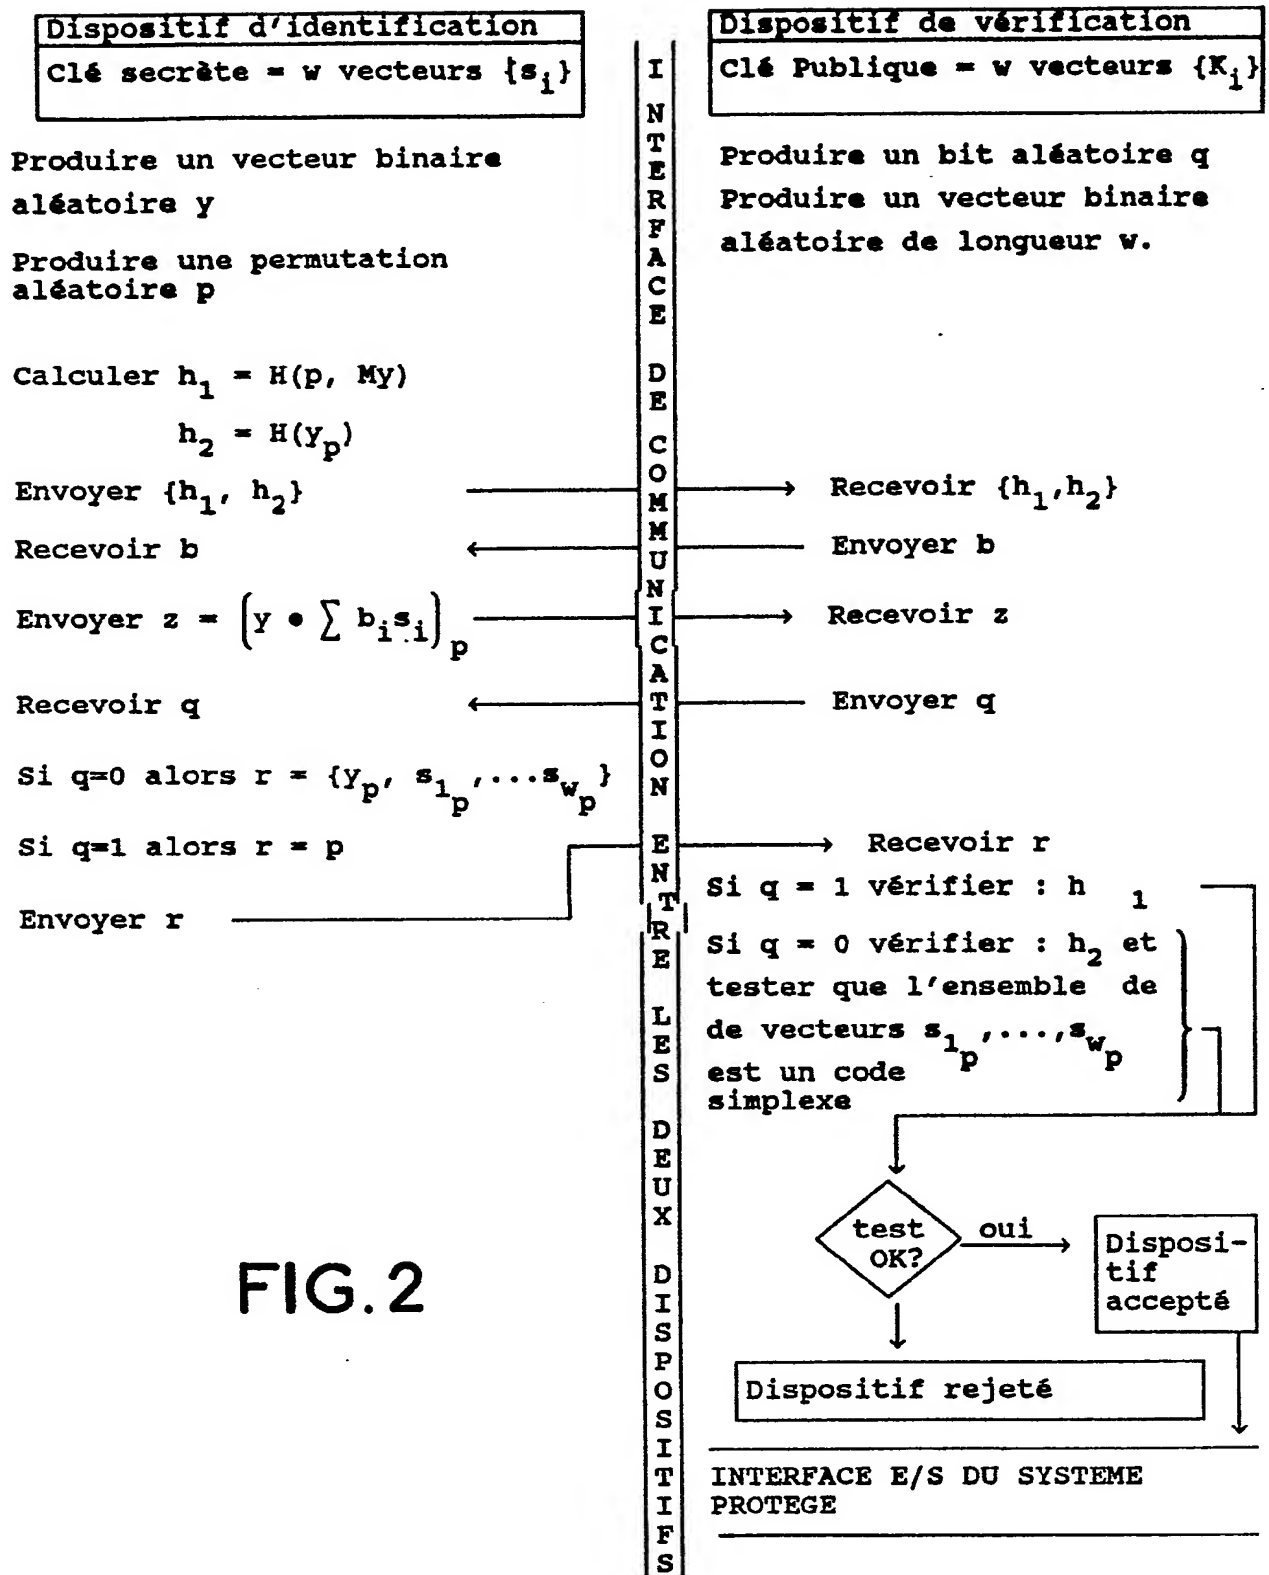 Dispositif d'identification
Clé secrète = w vecteurs {s_i}
Produire un vecteur binaire
aléatoire y
Produire une permutation
aléatoire p
Calculer h_1 = H(p, My)
h_2 = H(y_p)
Envoyer {h_1, h_2}
Recevoir b
Envoyer z = (y • ∑ b_i s_i)_p
Recevoir q
Si q=0 alors r = {y_p, s_1_p,...s_w_p}
Si q=1 alors r = p
Envoyer r
INTERFACE DE COMMUNICATION ENTRE LES DEUX DISPOSITIFS
Dispositif de vérification
Clé Publique = w vecteurs {K_i}
Produire un bit aléatoire q
Produire un vecteur binaire
aléatoire de longueur w.
Recevoir {h_1,h_2}
Envoyer b
Recevoir z
Envoyer q
Recevoir r
Si q = 1 vérifier : h_1
Si q = 0 vérifier : h_2 et
tester que l'ensemble de
de vecteurs s_1_p,...,s_w_p
est un code
simplexe
test
OK?
oui
Disposi-
tif
accepté
Dispositif rejeté
INTERFACE E/S DU SYSTEME
PROTEGE
FIG.2